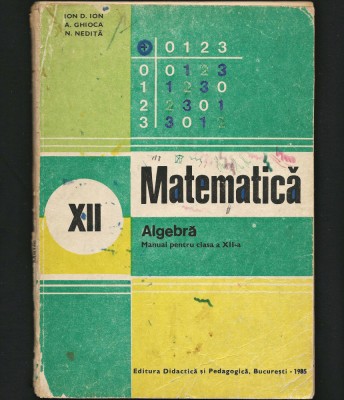 ION D. ION
A. GHIOCA
N. NEDIȚĂ
⊕ 0 1 2 3
0 0 1 2 3
1 1 2 3 0
2 2 3 0 1
3 3 0 1 2
Matematică
XII
Algebră
Manual pentru clasa a XII-a
Editura Didactică și Pedagogică, București - 1985